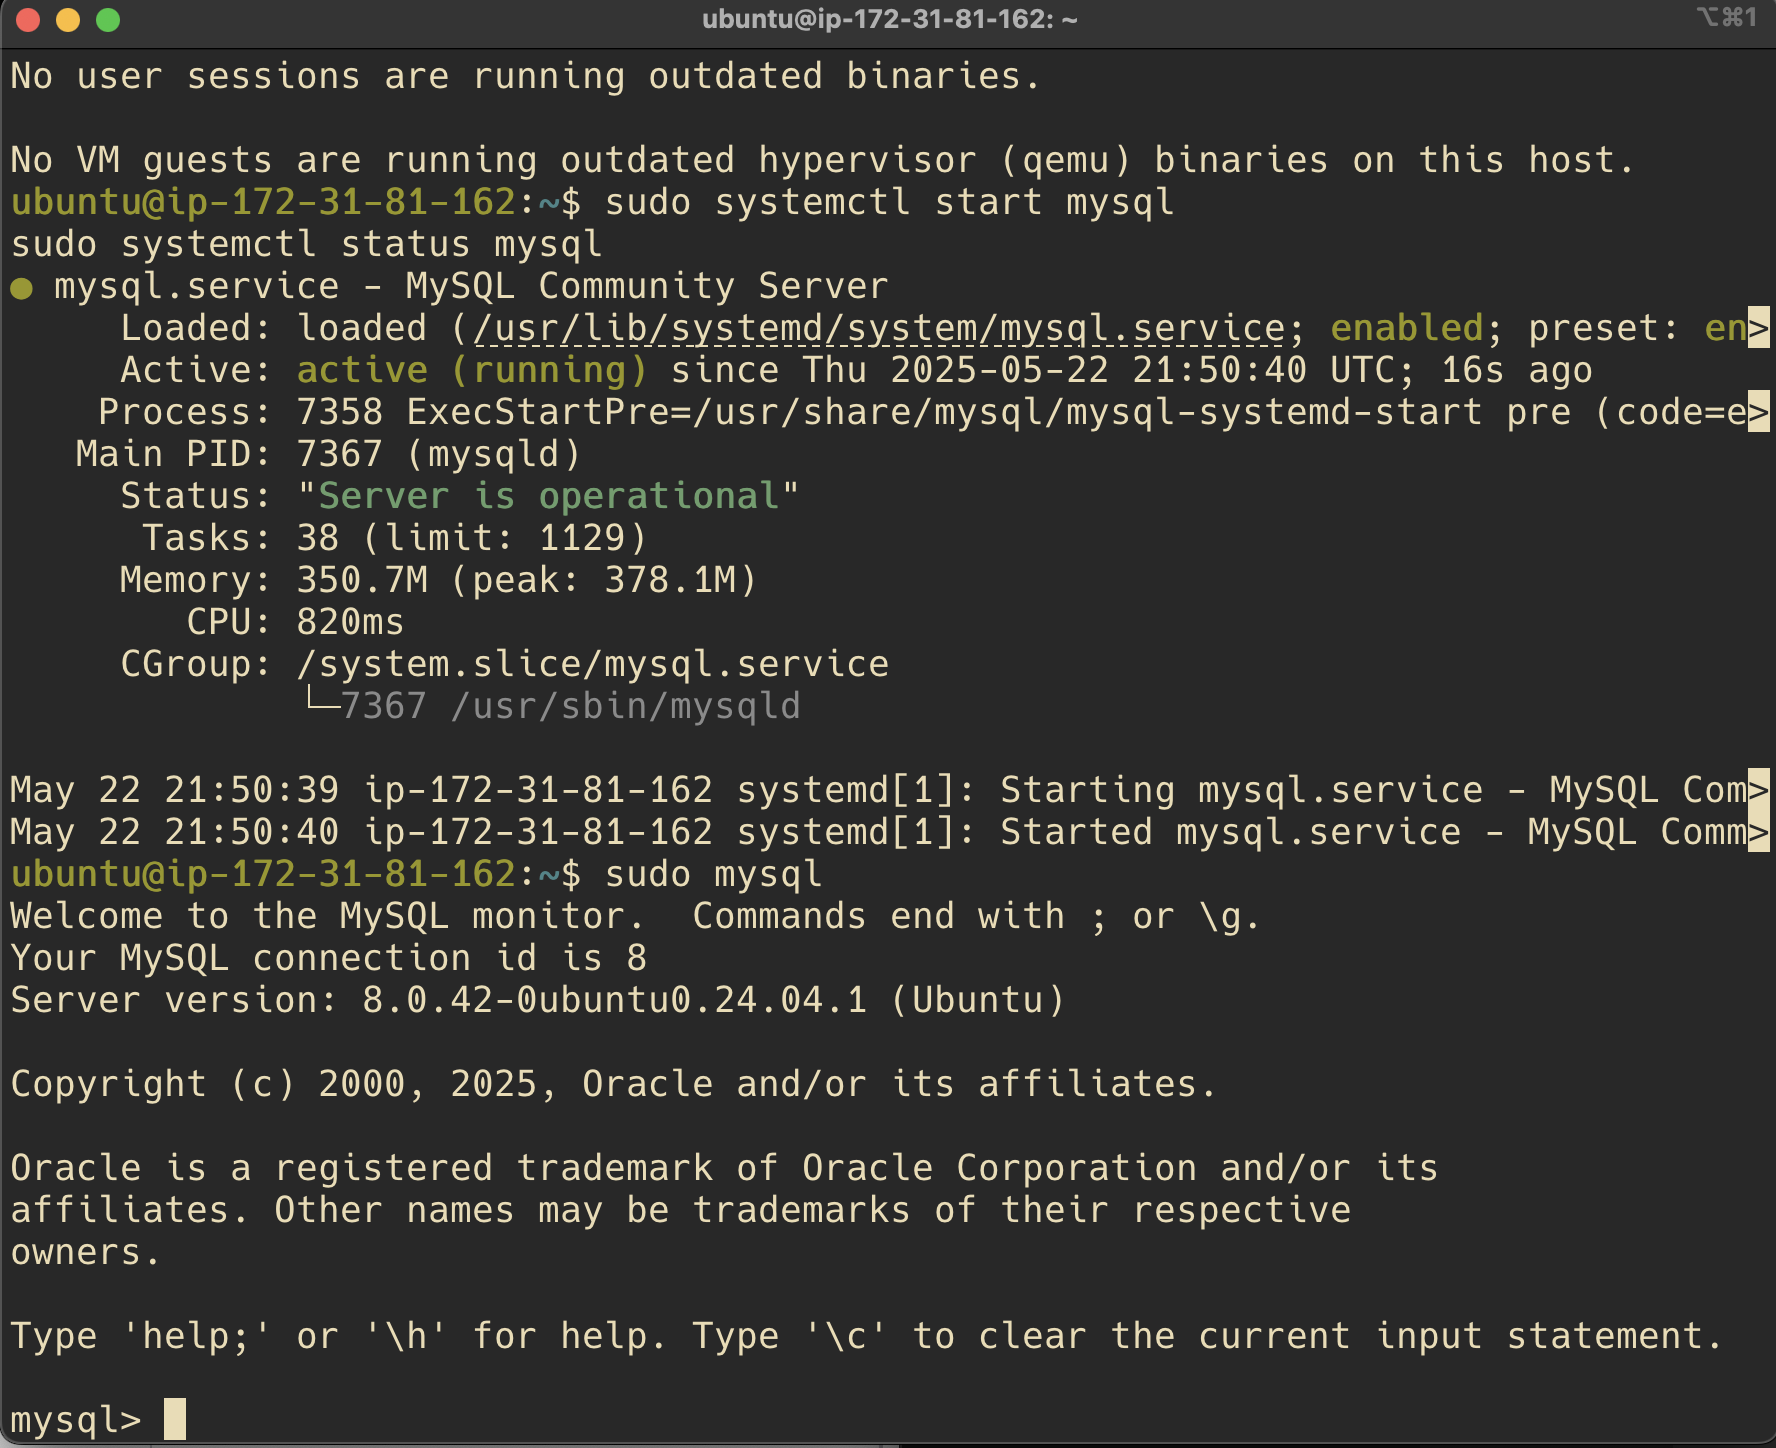 ubuntu@ip-172-31-81-162: ~
⌥⌘1
No user sessions are running outdated binaries.
No VM guests are running outdated hypervisor (qemu) binaries on this host.
ubuntu@ip-172-31-81-162:~$ sudo systemctl start mysql
sudo systemctl status mysql
● mysql.service - MySQL Community Server
Loaded: loaded (/usr/lib/systemd/system/mysql.service; enabled; preset: en>
Active: active (running) since Thu 2025-05-22 21:50:40 UTC; 16s ago
Process: 7358 ExecStartPre=/usr/share/mysql/mysql-systemd-start pre (code=e>
Main PID: 7367 (mysqld)
Status: "Server is operational"
Tasks: 38 (limit: 1129)
Memory: 350.7M (peak: 378.1M)
CPU: 820ms
CGroup: /system.slice/mysql.service
└─7367 /usr/sbin/mysqld
May 22 21:50:39 ip-172-31-81-162 systemd[1]: Starting mysql.service - MySQL Com>
May 22 21:50:40 ip-172-31-81-162 systemd[1]: Started mysql.service - MySQL Comm>
ubuntu@ip-172-31-81-162:~$ sudo mysql
Welcome to the MySQL monitor.  Commands end with ; or \g.
Your MySQL connection id is 8
Server version: 8.0.42-0ubuntu0.24.04.1 (Ubuntu)
Copyright (c) 2000, 2025, Oracle and/or its affiliates.
Oracle is a registered trademark of Oracle Corporation and/or its
affiliates. Other names may be trademarks of their respective
owners.
Type 'help;' or '\h' for help. Type '\c' to clear the current input statement.
mysql>